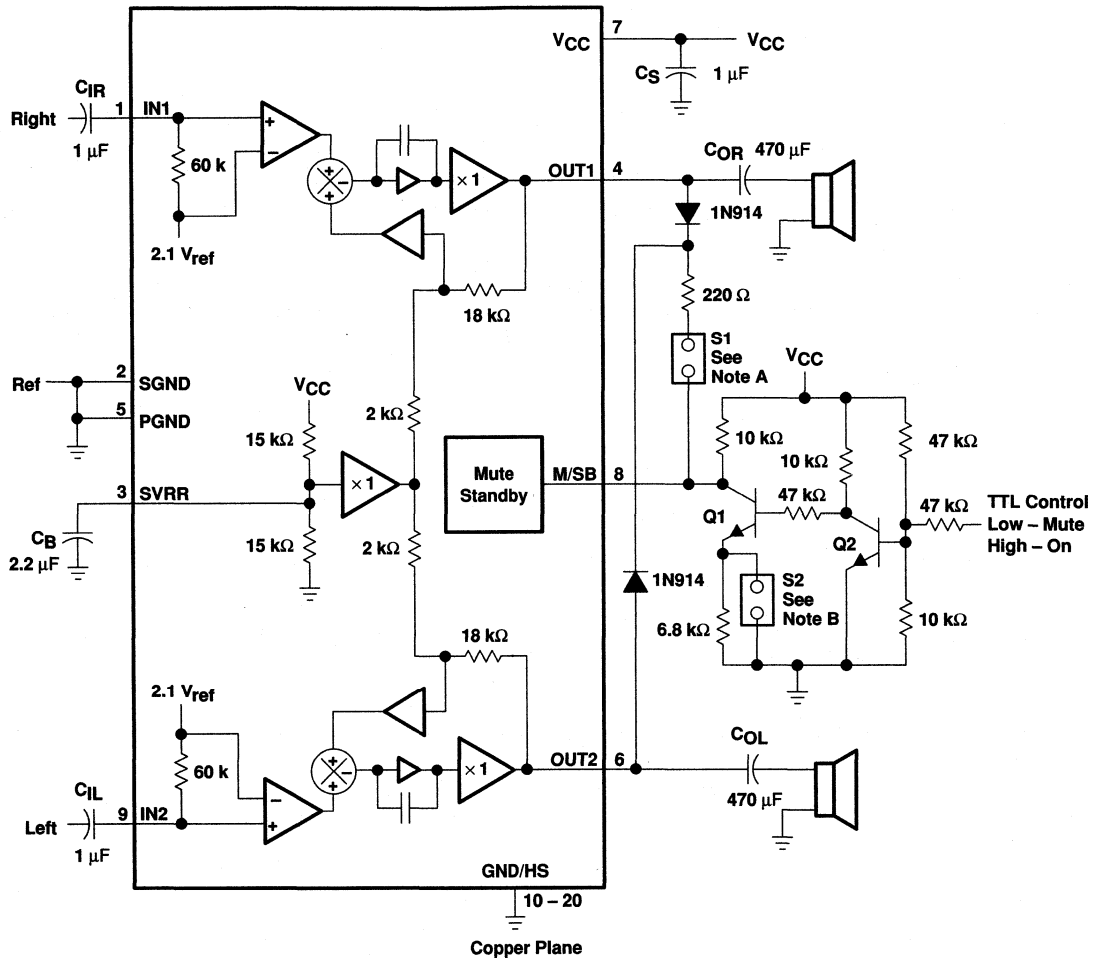 7
VCC
VCC
CS
1 μF
CIR
1
IN1
Right
1 μF
60 k
2.1 Vref
+
−
+
+
−
×1
OUT1
4
COR
470 μF
1N914
18 kΩ
220 Ω
S1
See
Note A
Ref
2
SGND
5
PGND
VCC
15 kΩ
2 kΩ
×1
3
SVRR
CB
2.2 μF
15 kΩ
2 kΩ
Mute
Standby
M/SB
8
VCC
10 kΩ
10 kΩ
47 kΩ
47 kΩ
47 kΩ
TTL Control
Low – Mute
High – On
Q1
Q2
1N914
S2
See
Note B
6.8 kΩ
10 kΩ
18 kΩ
2.1 Vref
60 k
CIL
9
IN2
Left
1 μF
−
+
+
−
+
×1
OUT2
6
COL
470 μF
GND/HS
10 – 20
Copper Plane